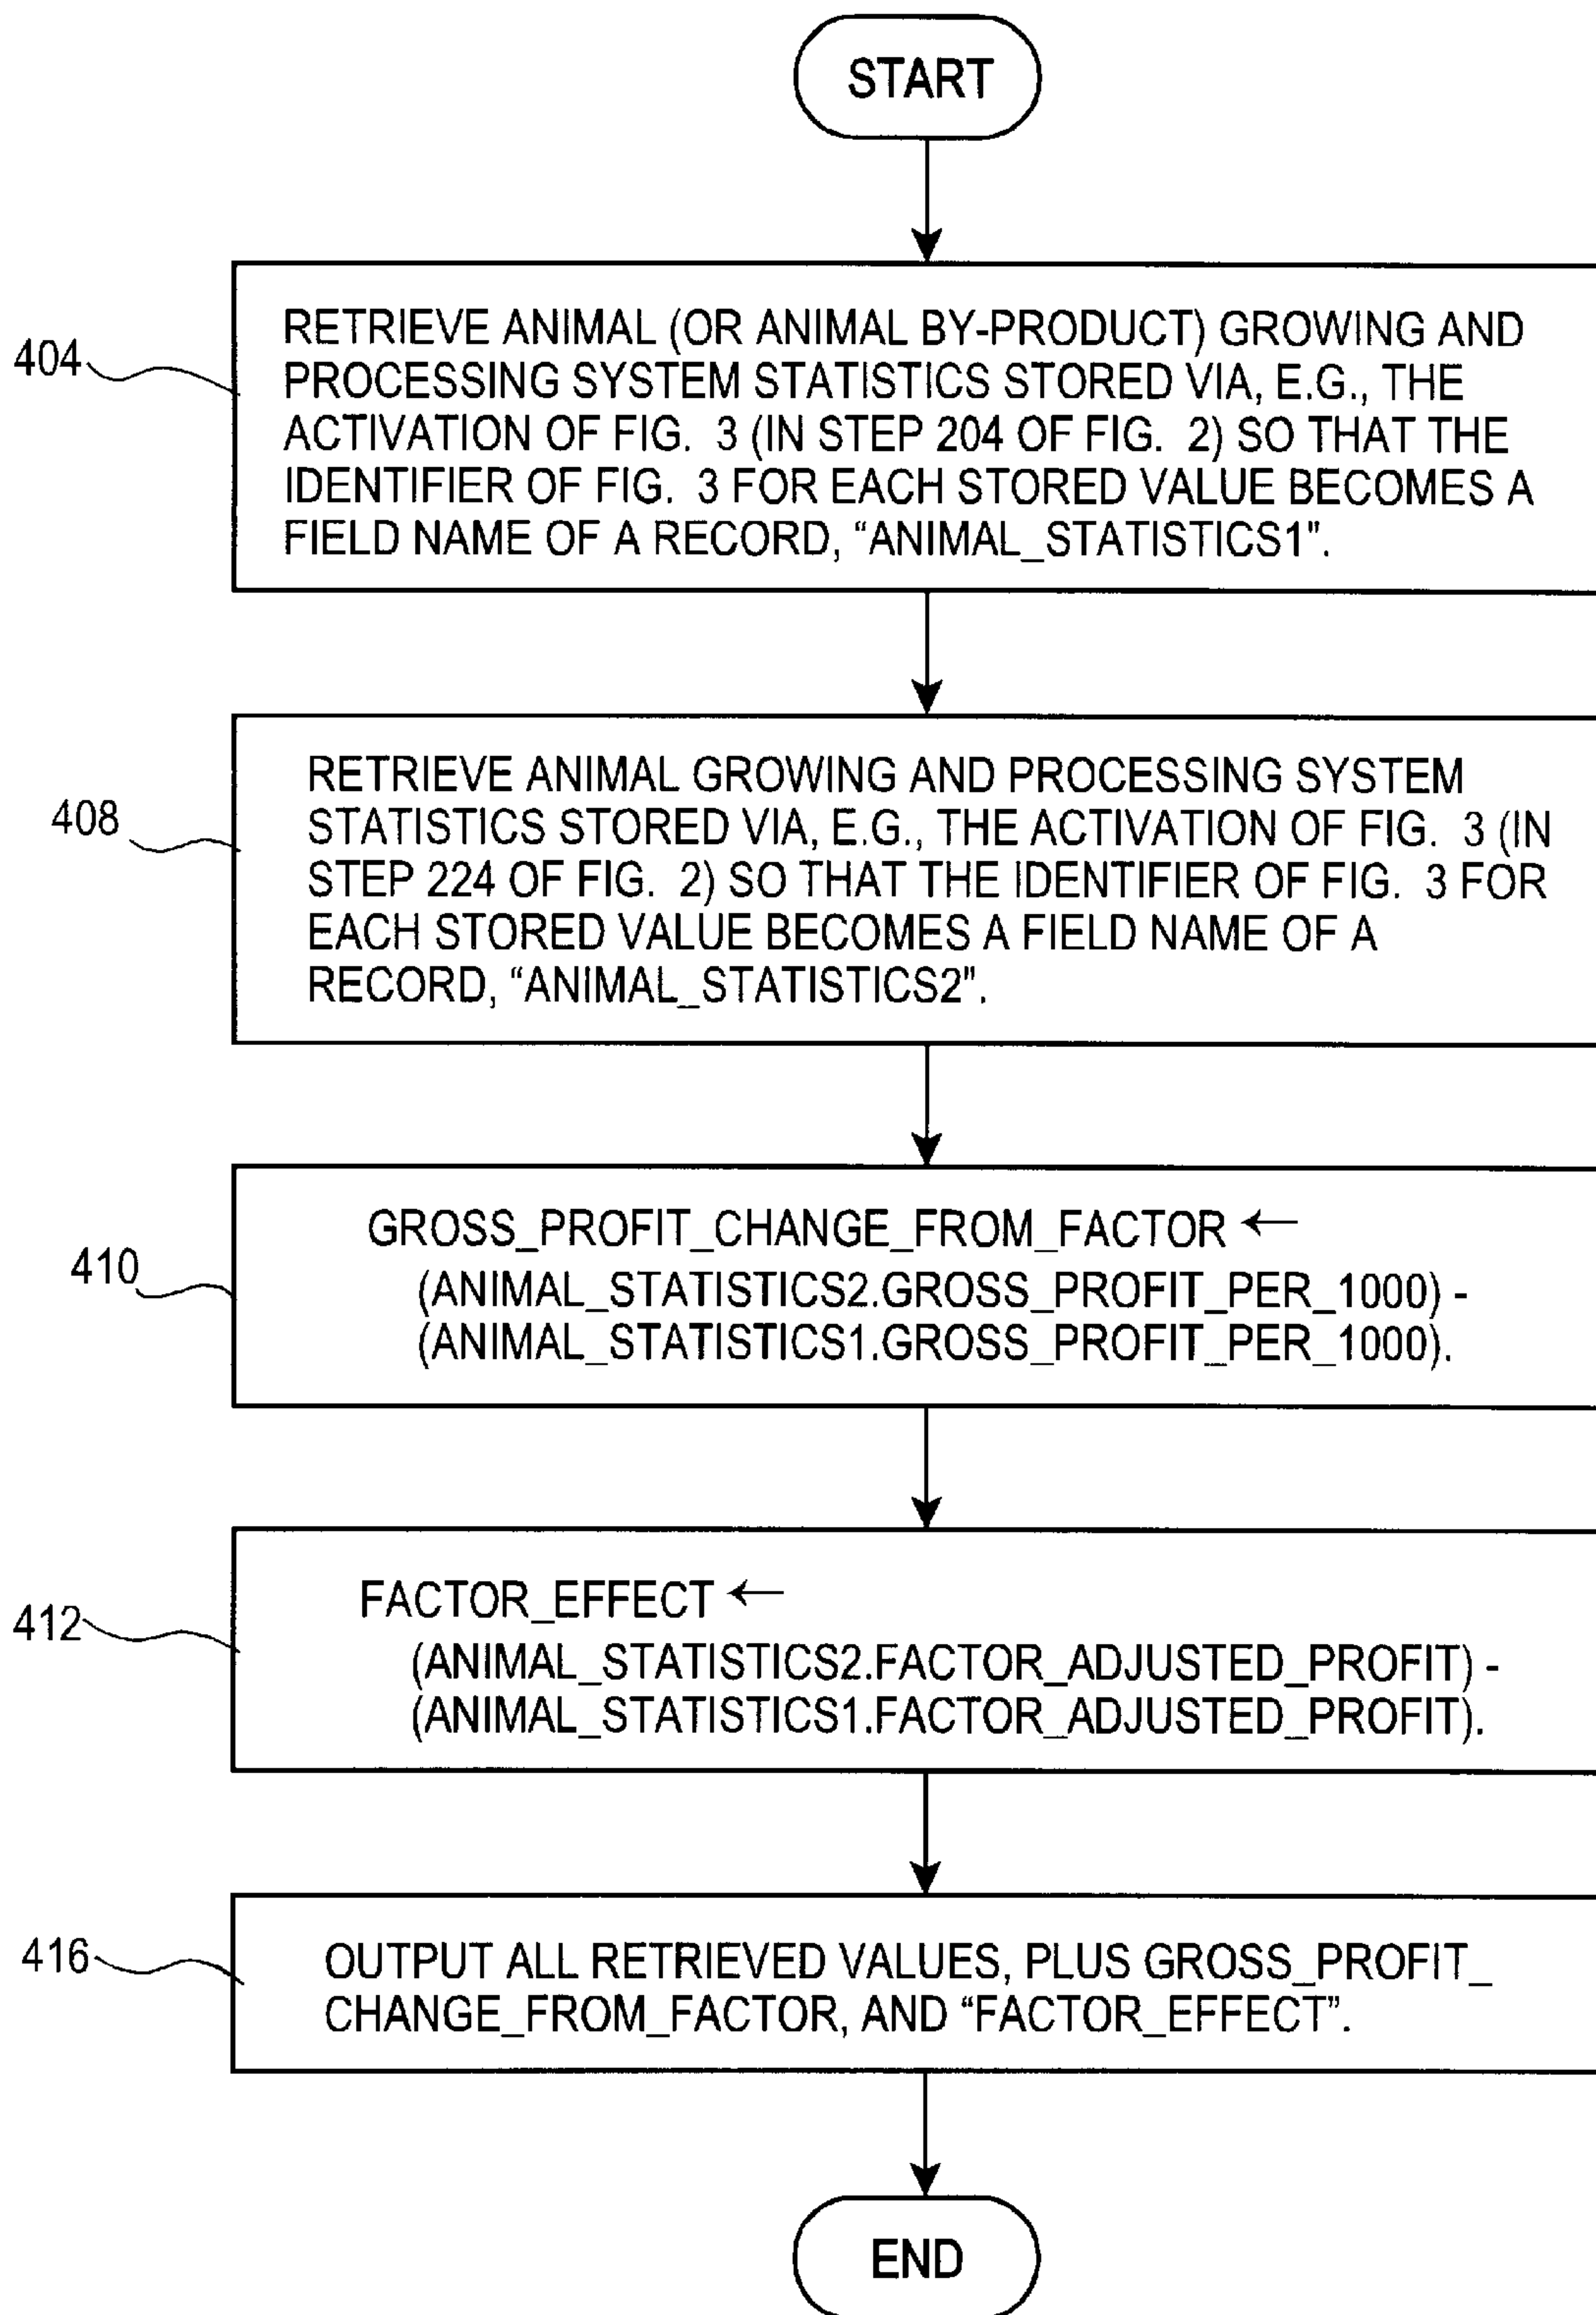 START
404
RETRIEVE ANIMAL (OR ANIMAL BY-PRODUCT) GROWING AND
PROCESSING SYSTEM STATISTICS STORED VIA, E.G., THE
ACTIVATION OF FIG. 3 (IN STEP 204 OF FIG. 2) SO THAT THE
IDENTIFIER OF FIG. 3 FOR EACH STORED VALUE BECOMES A
FIELD NAME OF A RECORD, “ANIMAL_STATISTICS1”.
408
RETRIEVE ANIMAL GROWING AND PROCESSING SYSTEM
STATISTICS STORED VIA, E.G., THE ACTIVATION OF FIG. 3 (IN
STEP 224 OF FIG. 2) SO THAT THE IDENTIFIER OF FIG. 3 FOR
EACH STORED VALUE BECOMES A FIELD NAME OF A
RECORD, “ANIMAL_STATISTICS2”.
410
GROSS_PROFIT_CHANGE_FROM_FACTOR ←
(ANIMAL_STATISTICS2.GROSS_PROFIT_PER_1000) -
(ANIMAL_STATISTICS1.GROSS_PROFIT_PER_1000).
412
FACTOR_EFFECT ←
(ANIMAL_STATISTICS2.FACTOR_ADJUSTED_PROFIT) -
(ANIMAL_STATISTICS1.FACTOR_ADJUSTED_PROFIT).
416
OUTPUT ALL RETRIEVED VALUES, PLUS GROSS_PROFIT_
CHANGE_FROM_FACTOR, AND “FACTOR_EFFECT”.
END